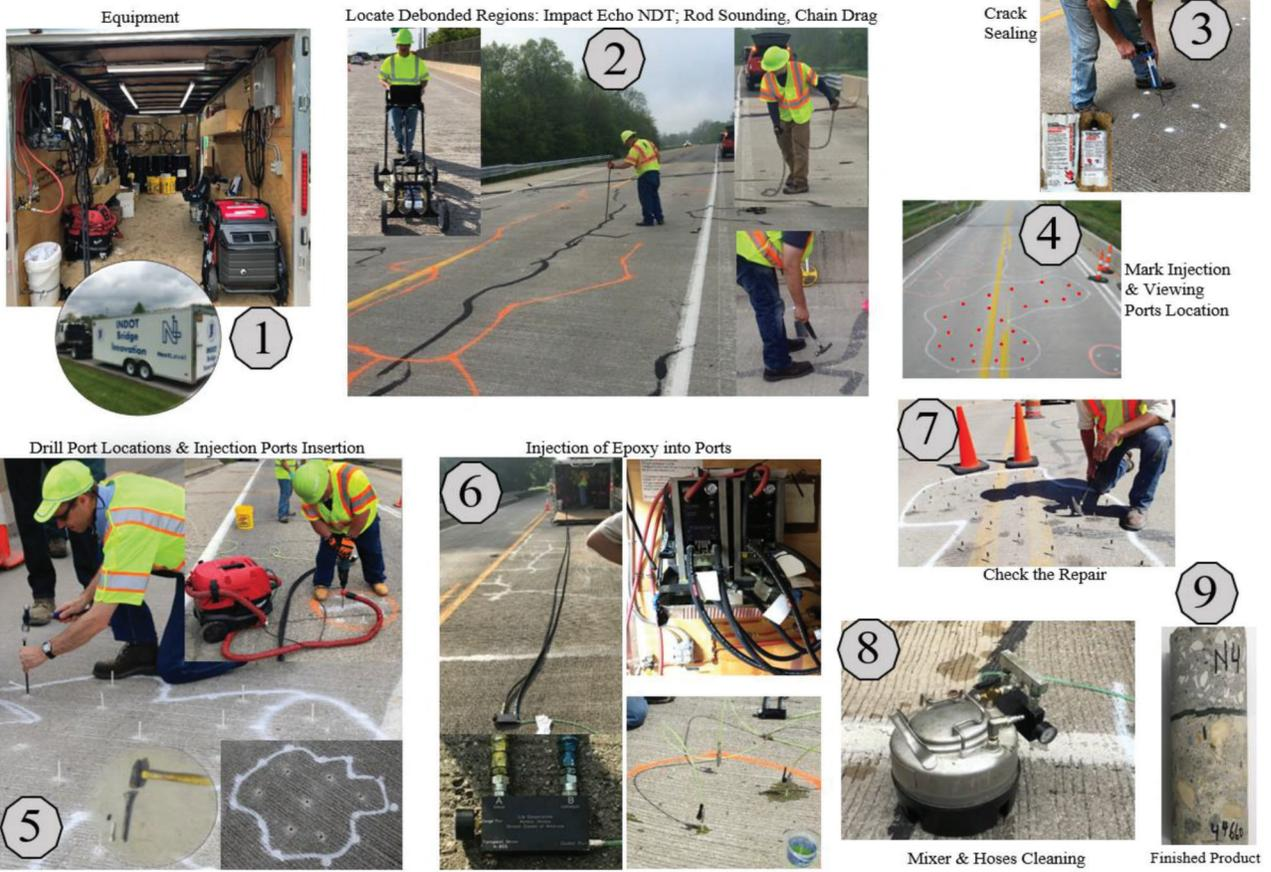 Equipment
1
INDOT
Bridge
Innovation
Locate Debonded Regions: Impact Echo NDT; Rod Sounding, Chain Drag
2
Crack
Sealing
3
4
Mark Injection
& Viewing
Ports Location
Drill Port Locations & Injection Ports Insertion
5
Injection of Epoxy into Ports
6
A
B
7
Check the Repair
8
Mixer & Hoses Cleaning
9
N4
Finished Product